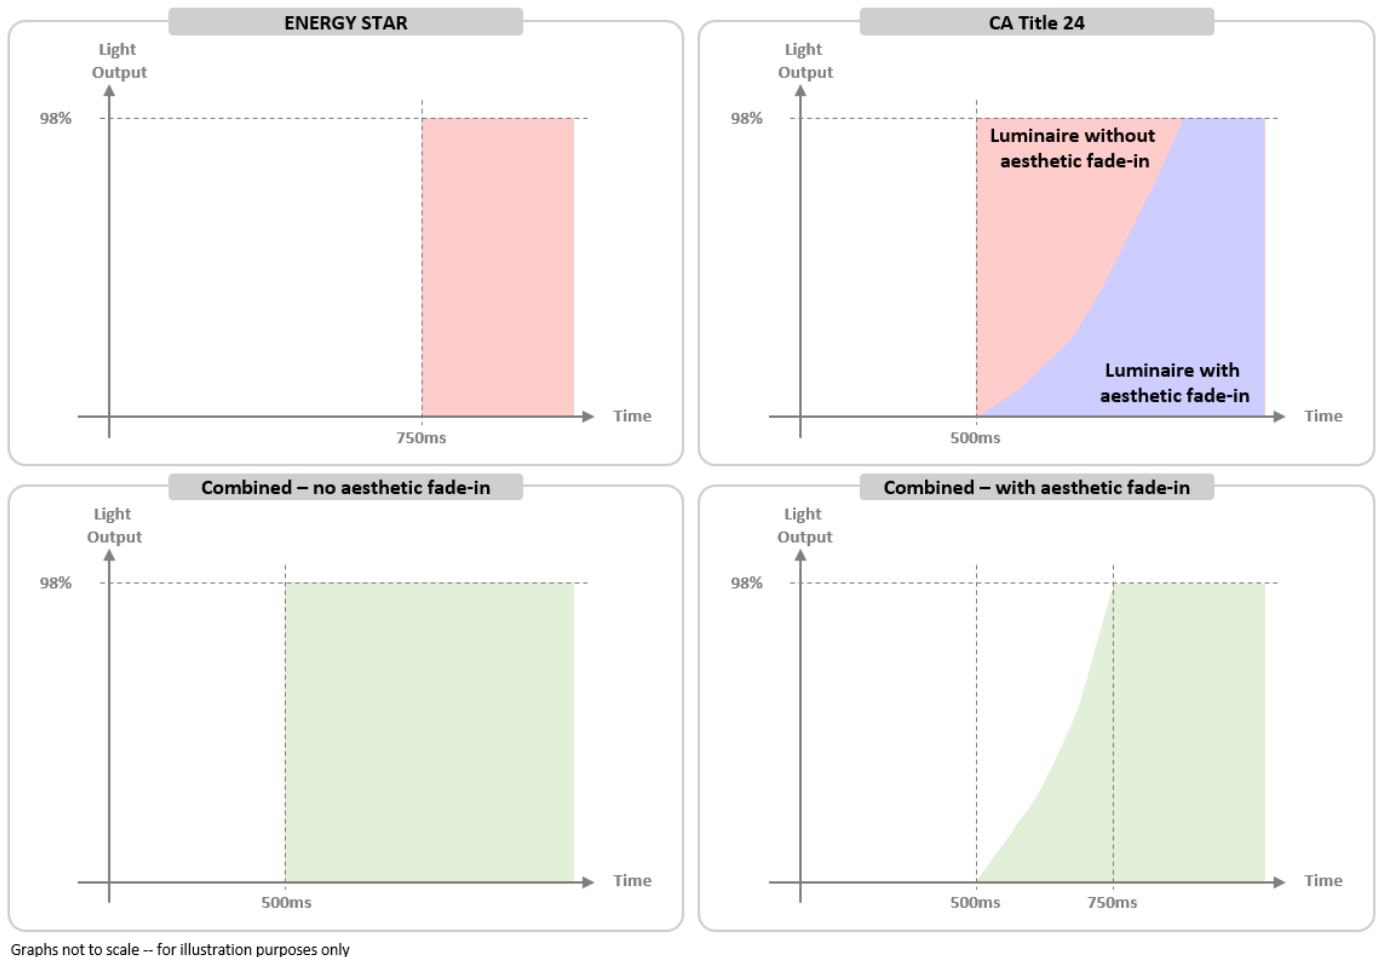 ENERGY STAR
Light
Output
98%
Time
750ms
CA Title 24
Light
Output
98%
Luminaire without
aesthetic fade-in
Luminaire with
aesthetic fade-in
Time
500ms
Combined – no aesthetic fade-in
Light
Output
98%
Time
500ms
Combined – with aesthetic fade-in
Light
Output
98%
Time
500ms
750ms
Graphs not to scale -- for illustration purposes only